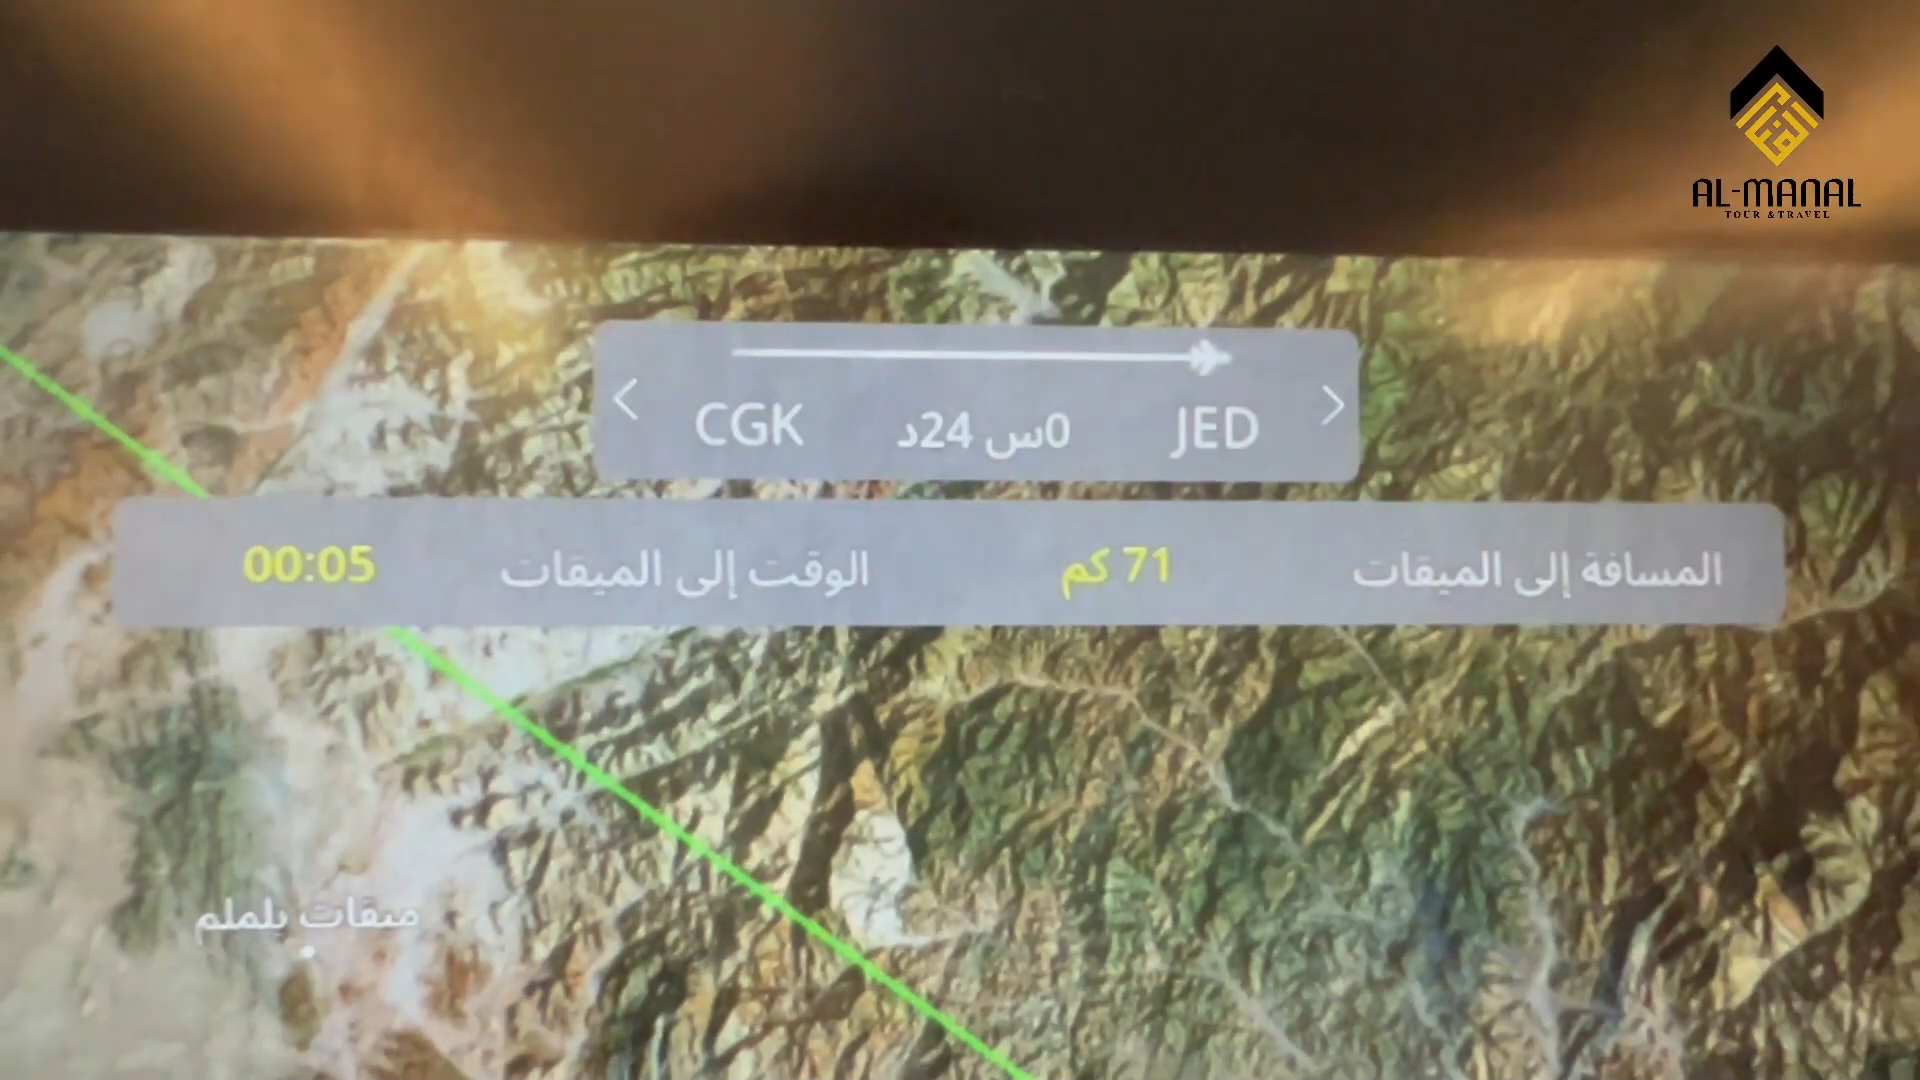 AL-MANAL
TOUR & TRAVEL
CGK 0س 24د JED
المسافة إلى الميقات 71 كم الوقت إلى الميقات 00:05
ميقات يلملم